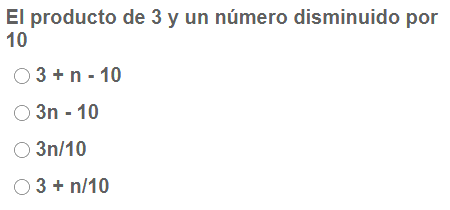 El producto de 3 y un número disminuido por
10
3 + n - 10
3n - 10
3n/10
3 + n/10